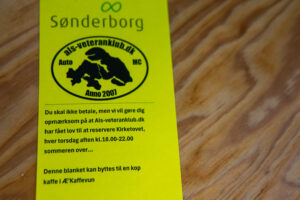 Sønderborg
als-veteranklub.dk
Auto MC
Anno 2007
Du skal ikke betale, men vi vil gøre dig
opmærksom på at Als-veteranklub.dk
har fået lov til at reservere Kirketorvet,
hver torsdag aften kl.18.00-22.00
sommeren over...
Denne blanket kan byttes til en kop
kaffe i Æ'Kaffevun